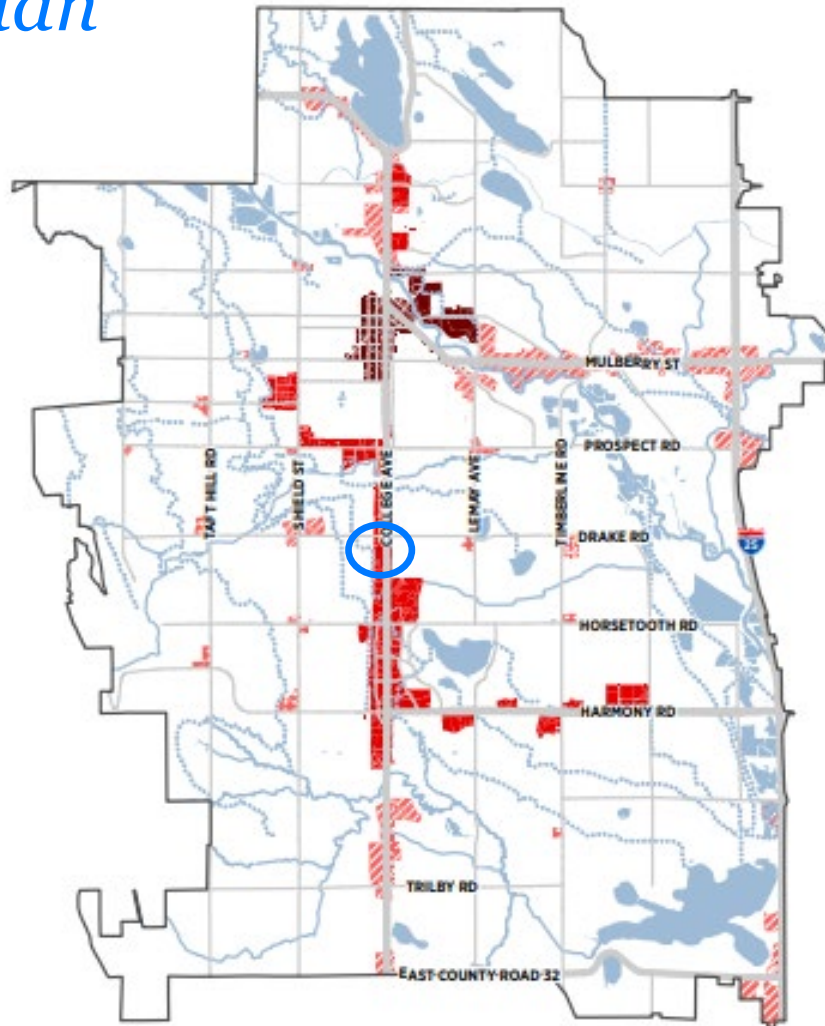 MULBERRY ST
PROSPECT RD
TAFT HILL RD
SHIELD ST
COLLEGE AVE
LEMAY AVE
TIMBERLINE RD
DRAKE RD
25
HORSETOOTH RD
HARMONY RD
TRILBY RD
EAST COUNTY ROAD 32